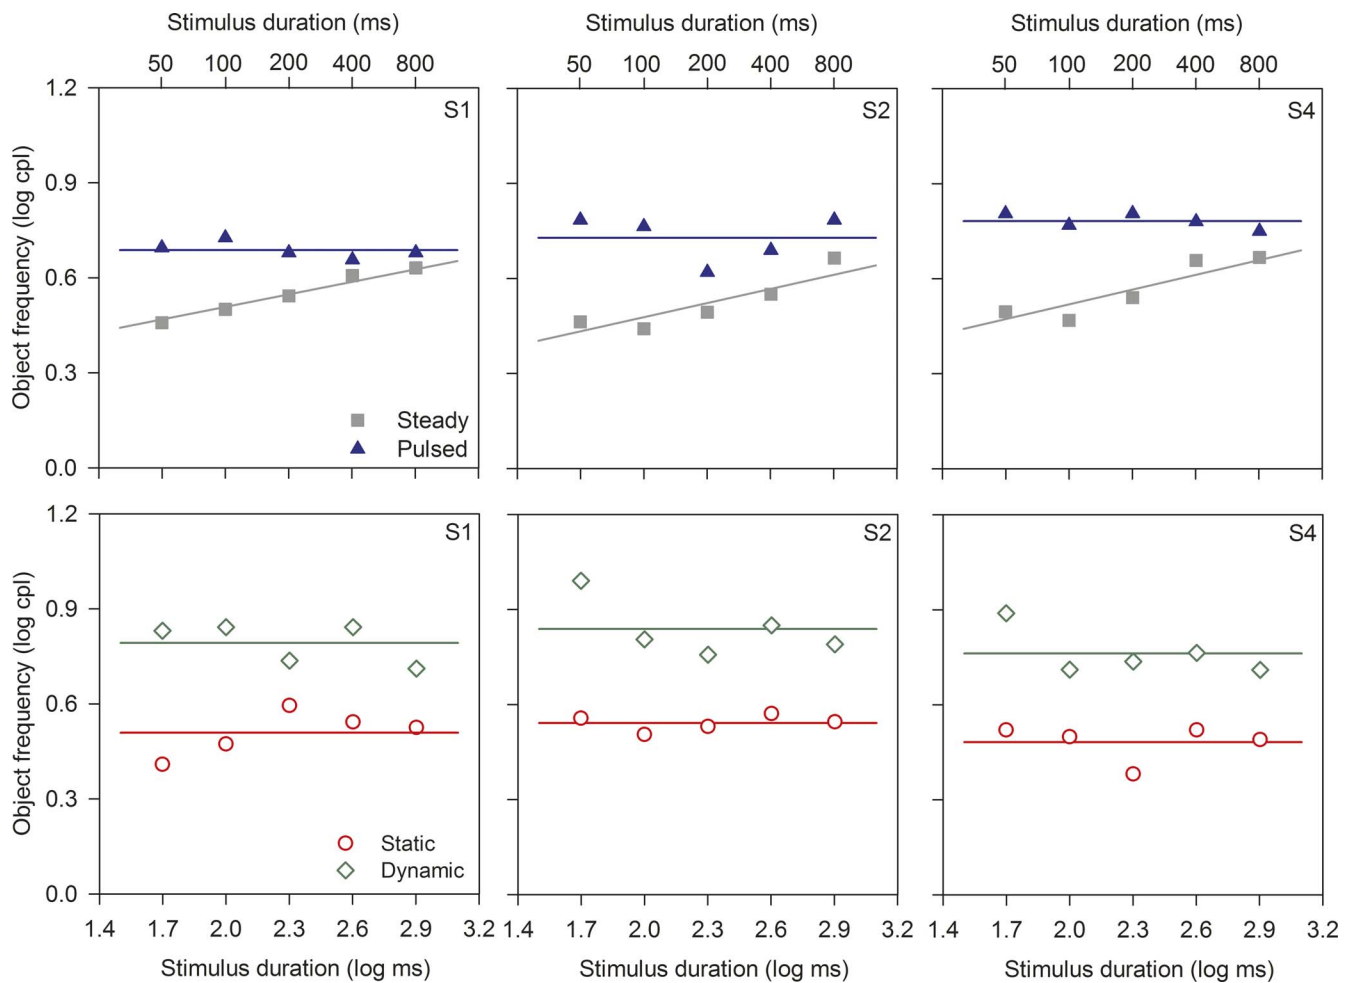 Stimulus duration (ms) Stimulus duration (ms) Stimulus duration (ms)
50 100 200 400 800 50 100 200 400 800 50 100 200 400 800
1.2 S1 S2 S4
0.9
0.6
0.3
0.0
Object frequency (log cpl)
Steady
Pulsed
1.2 S1 S2 S4
0.9
0.6
0.3
0.0
Object frequency (log cpl)
Static
Dynamic
1.4 1.7 2.0 2.3 2.6 2.9 3.2 1.7 2.0 2.3 2.6 2.9 3.2 1.7 2.0 2.3 2.6 2.9 3.2
Stimulus duration (log ms) Stimulus duration (log ms) Stimulus duration (log ms)